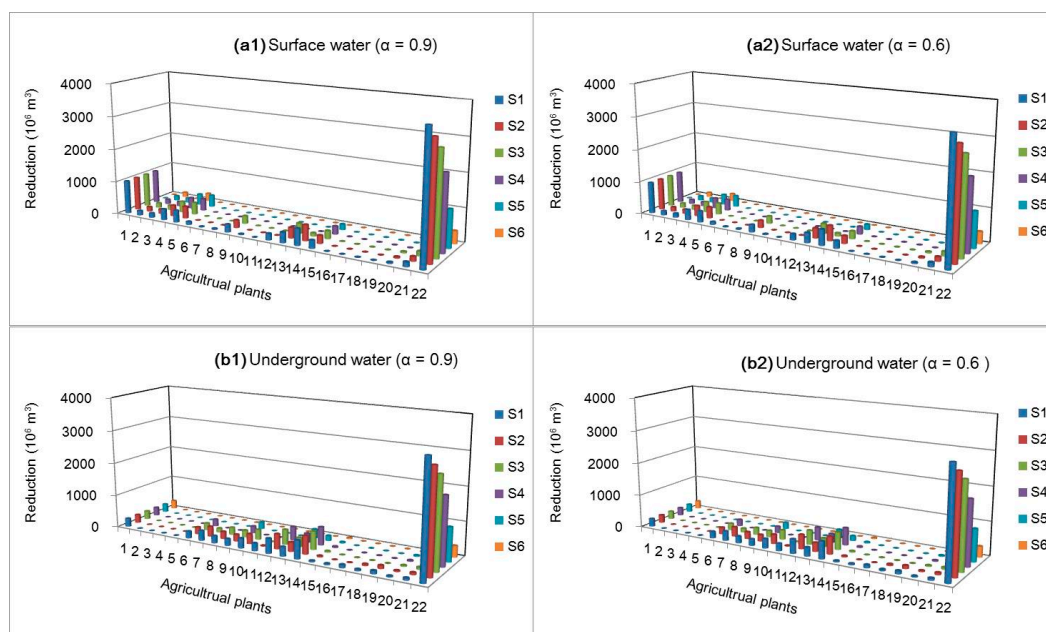 (a1) Surface water (α = 0.9)
Reduction (10⁶ m³)
4000
3000
2000
1000
0
1 2 3 4 5 6 7 8 9 10 11 12 13 14 15 16 17 18 19 20 21 22
Agricultrual plants
S1
S2
S3
S4
S5
S6
(a2) Surface water (α = 0.6)
Reducrion (10⁶ m³)
4000
3000
2000
1000
0
1 2 3 4 5 6 7 8 9 10 11 12 13 14 15 16 17 18 19 20 21 22
Agricultrual plants
S1
S2
S3
S4
S5
S6
(b1) Underground water (α = 0.9)
Reduction (10⁶ m³)
4000
3000
2000
1000
0
1 2 3 4 5 6 7 8 9 10 11 12 13 14 15 16 17 18 19 20 21 22
Agricultrual plants
S1
S2
S3
S4
S5
S6
(b2) Underground water (α = 0.6 )
Reduction (10⁶ m³)
4000
3000
2000
1000
0
1 2 3 4 5 6 7 8 9 10 11 12 13 14 15 16 17 18 19 20 21 22
Agricultrual plants
S1
S2
S3
S4
S5
S6